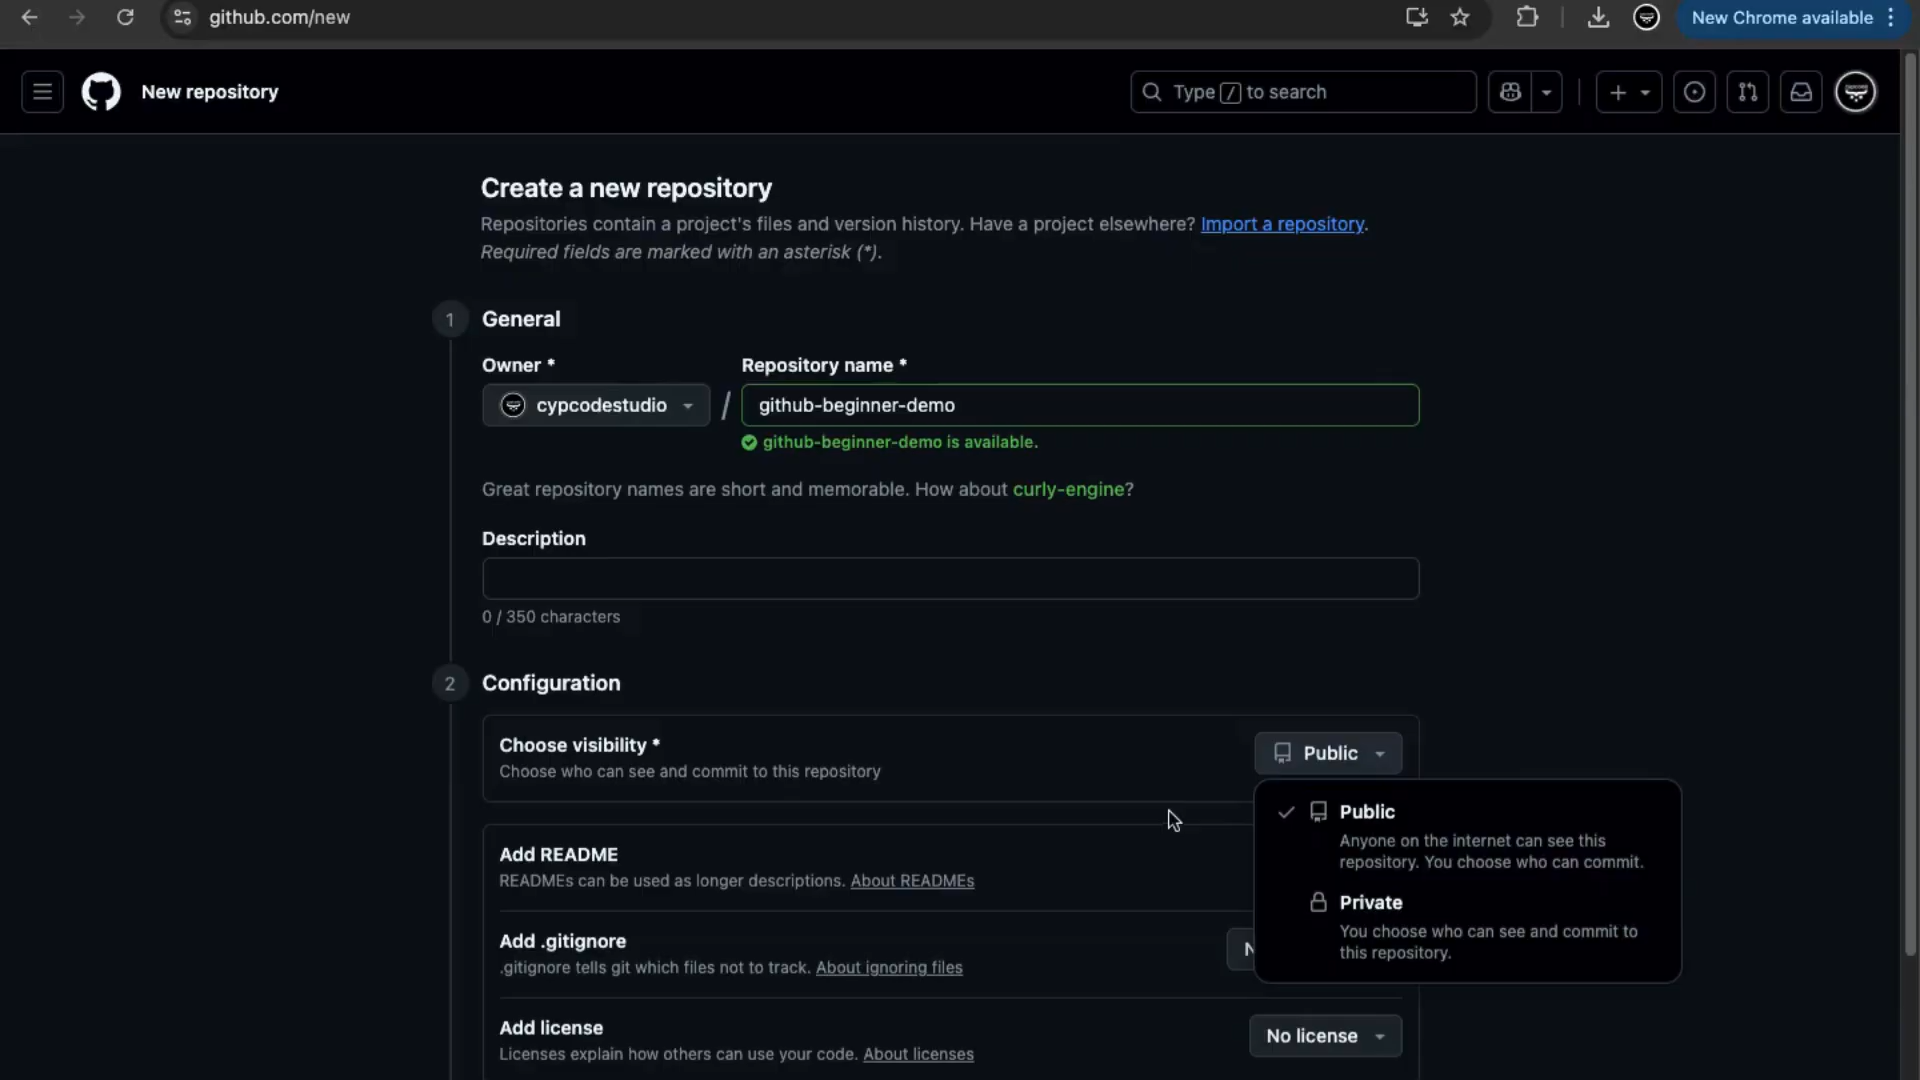 github.com/new
New Chrome available
New repository
Type / to search
Create a new repository
Repositories contain a project's files and version history. Have a project elsewhere? Import a repository.
Required fields are marked with an asterisk (*).
1 General
Owner *
Repository name *
cypcodestudio / github-beginner-demo
github-beginner-demo is available.
Great repository names are short and memorable. How about curly-engine?
Description
0 / 350 characters
2 Configuration
Choose visibility *
Choose who can see and commit to this repository
Public
Public
Anyone on the internet can see this
repository. You choose who can commit.
Private
You choose who can see and commit to
this repository.
Add README
READMEs can be used as longer descriptions. About READMEs
Add .gitignore
.gitignore tells git which files not to track. About ignoring files
Add license
Licenses explain how others can use your code. About licenses
No license